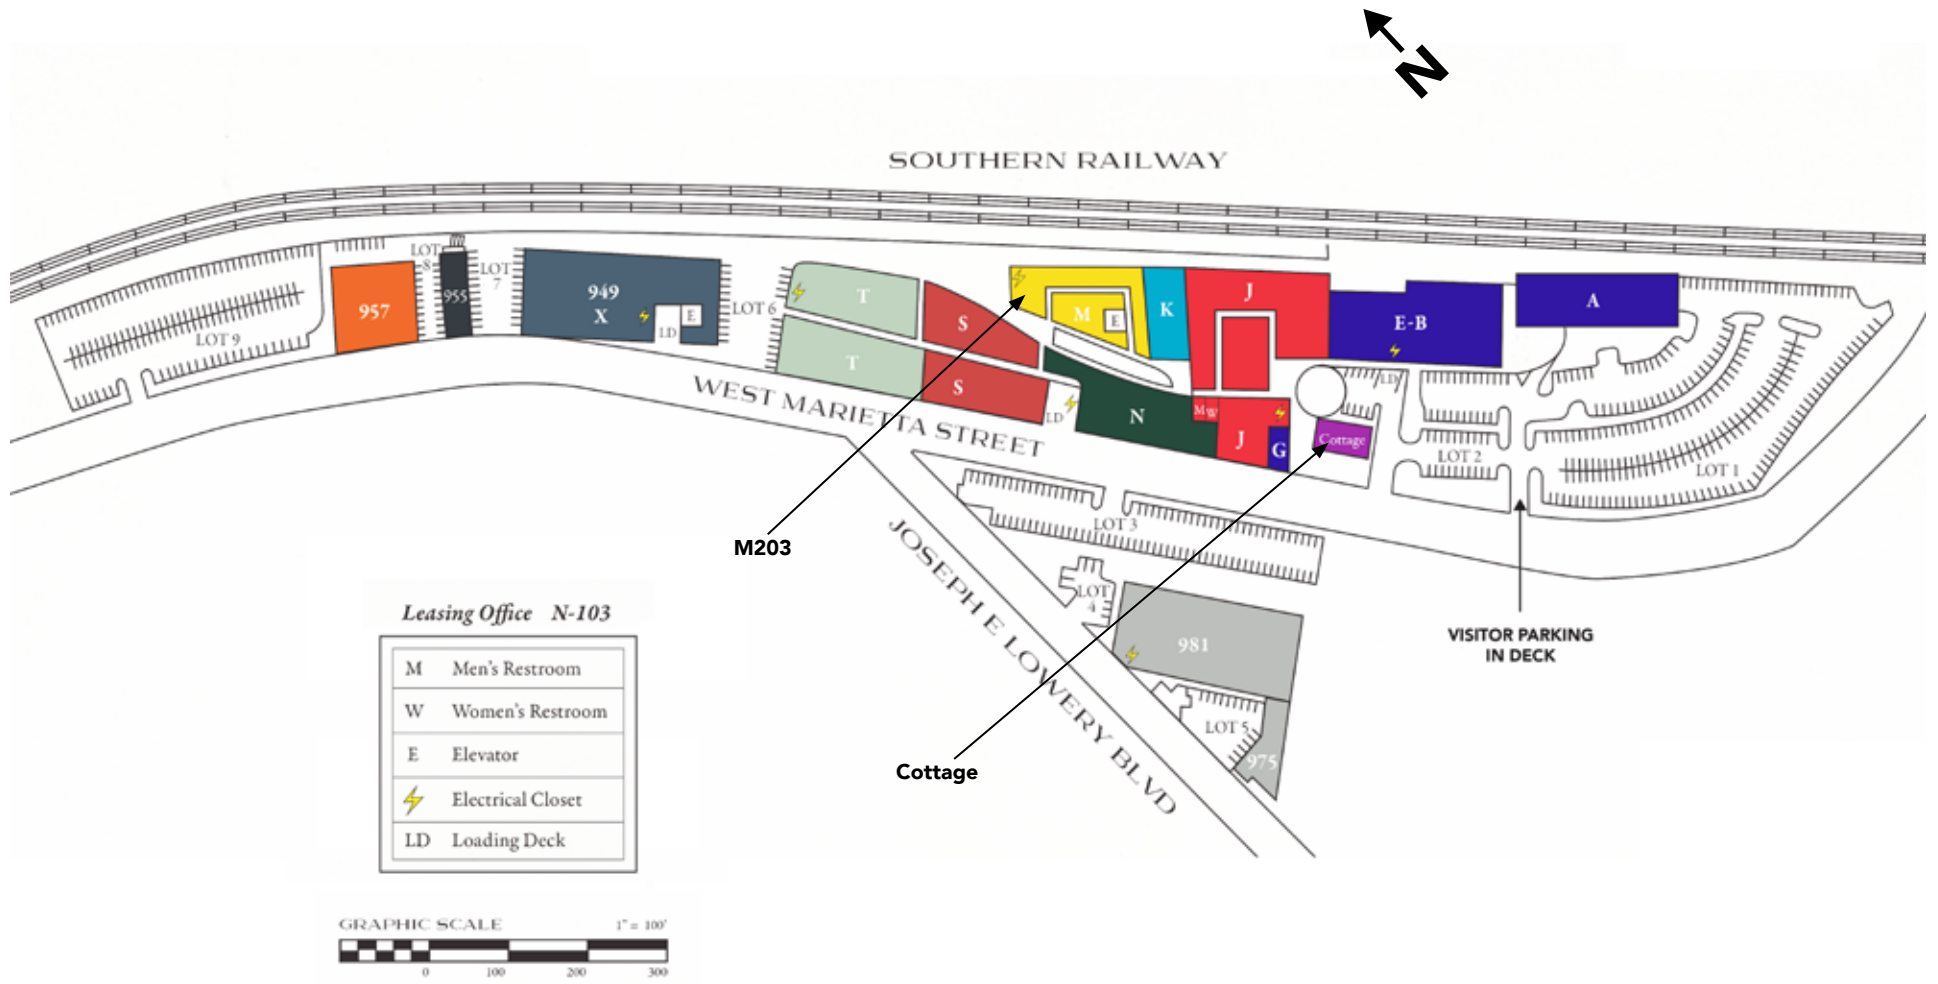 N
SOUTHERN RAILWAY
LOT 9
957
LOT
8
955
LOT
7
949
X
E
LD
LOT 6
T
T
S
S
LD
M
E
K
J
E-B
A
N
M W
J
G
LD
Cottage
LOT 2
LOT 1
WEST MARIETTA STREET
LOT 3
M203
JOSEPH E LOWERY BLVD
LOT
4
981
LOT 5
975
VISITOR PARKING
IN DECK
Cottage
Leasing Office N-103
M Men's Restroom
W Women's Restroom
E Elevator
Electrical Closet
LD Loading Deck
GRAPHIC SCALE 1" = 100'
0 100 200 300